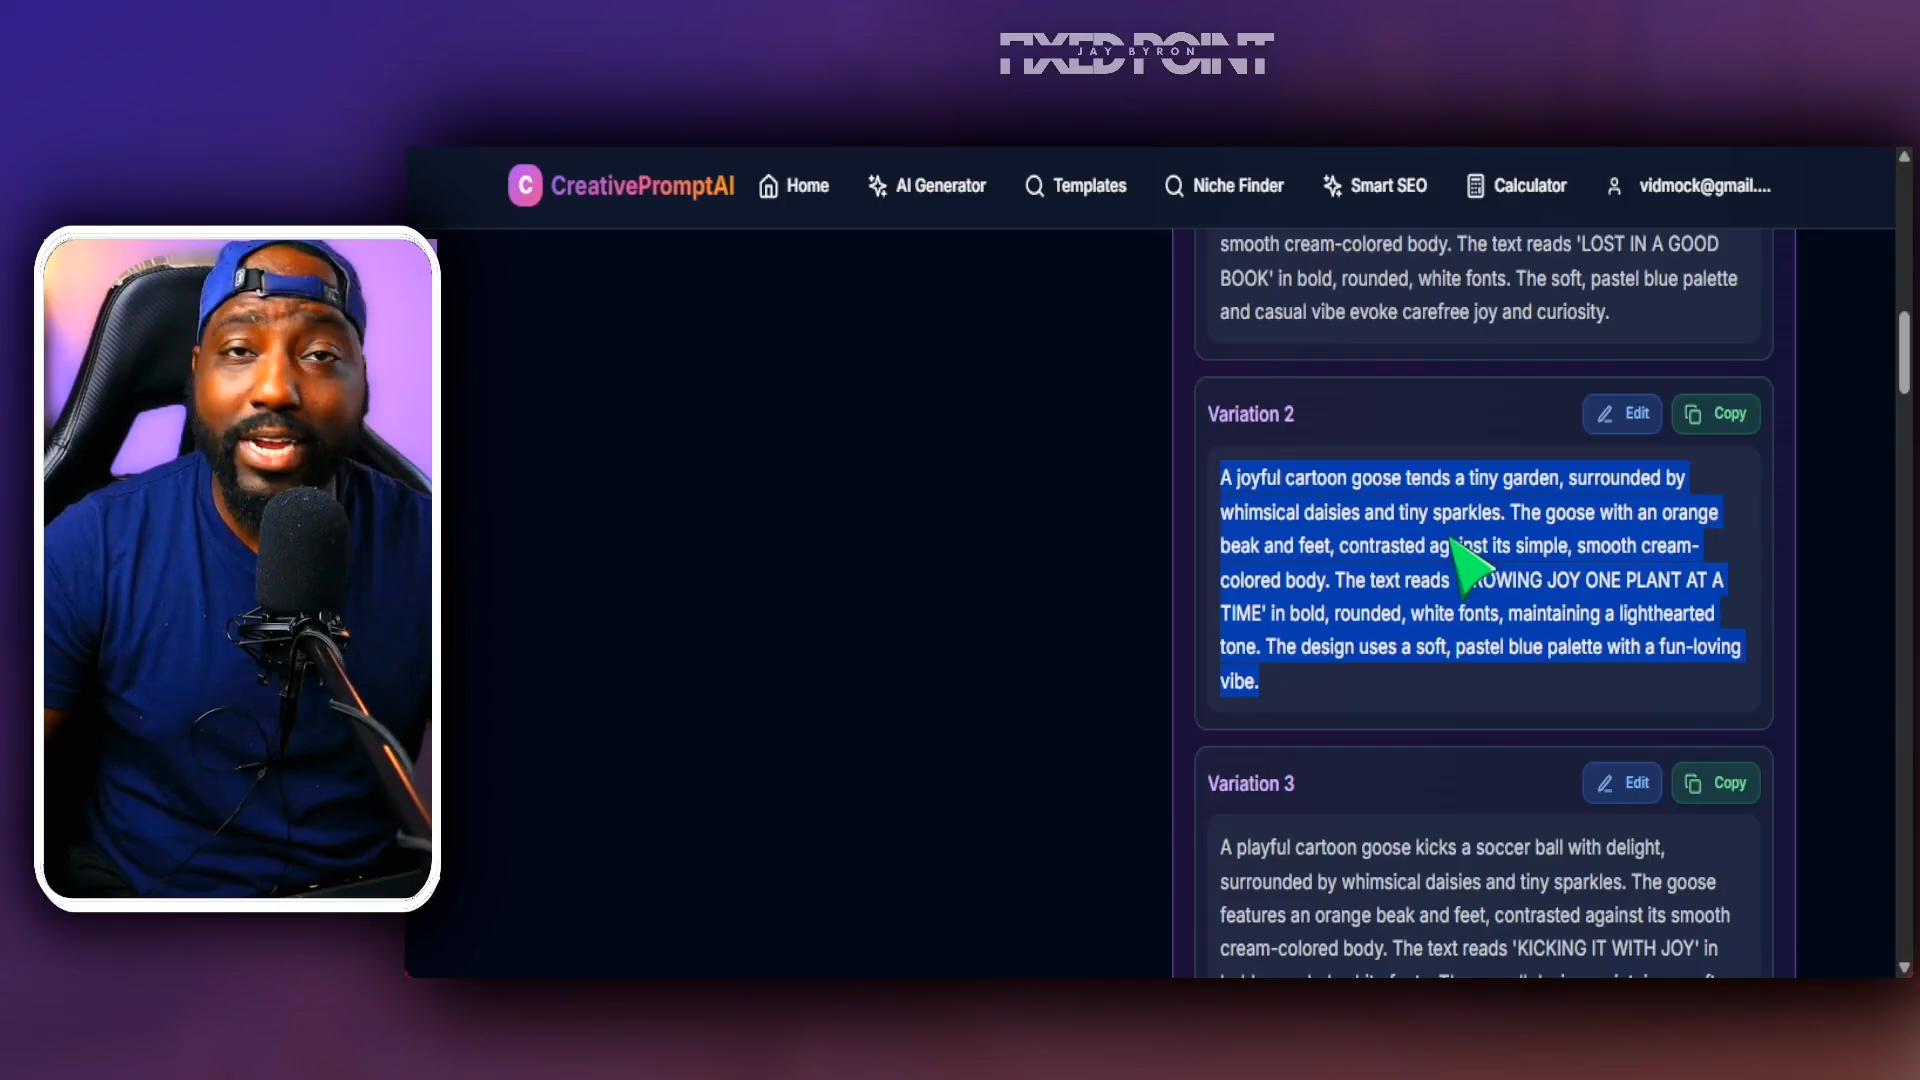 FIXED POINT
JAY BYRON
C CreativePromptAI Home AI Generator Templates Niche Finder Smart SEO Calculator vidmock@gmail....
smooth cream-colored body. The text reads 'LOST IN A GOOD
BOOK' in bold, rounded, white fonts. The soft, pastel blue palette
and casual vibe evoke carefree joy and curiosity.
Variation 2 Edit Copy
A joyful cartoon goose tends a tiny garden, surrounded by
whimsical daisies and tiny sparkles. The goose with an orange
beak and feet, contrasted against its simple, smooth cream-
colored body. The text reads OWING JOY ONE PLANT AT A
TIME' in bold, rounded, white fonts, maintaining a lighthearted
tone. The design uses a soft, pastel blue palette with a fun-loving
vibe.
Variation 3 Edit Copy
A playful cartoon goose kicks a soccer ball with delight,
surrounded by whimsical daisies and tiny sparkles. The goose
features an orange beak and feet, contrasted against its smooth
cream-colored body. The text reads 'KICKING IT WITH JOY' in